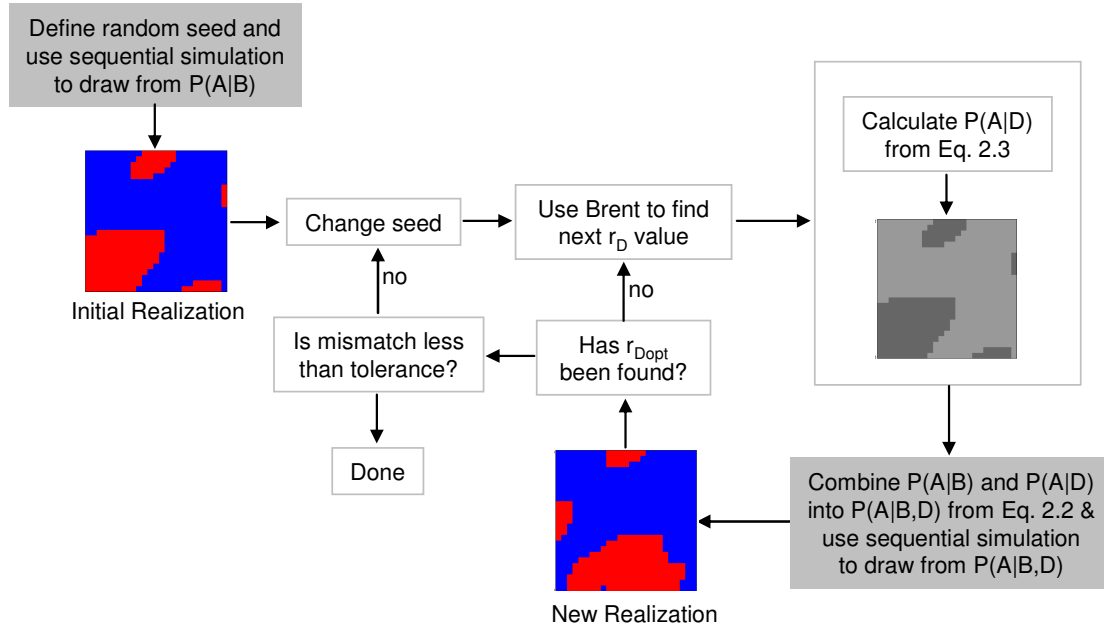 Define random seed and
use sequential simulation
to draw from P(A|B)
Initial Realization
Change seed
Use Brent to find
next r_D value
Calculate P(A|D)
from Eq. 2.3
no
no
Is mismatch less
than tolerance?
Has r_Dopt
been found?
Done
Combine P(A|B) and P(A|D)
into P(A|B,D) from Eq. 2.2 &
use sequential simulation
to draw from P(A|B,D)
New Realization